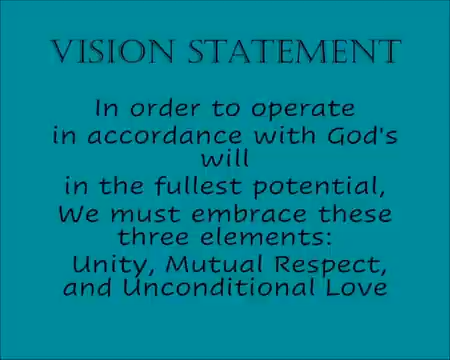 VISION STATEMENT
In order to operate
in accordance with God's
will
in the fullest potential,
We must embrace these
three elements:
Unity, Mutual Respect,
and Unconditional Love